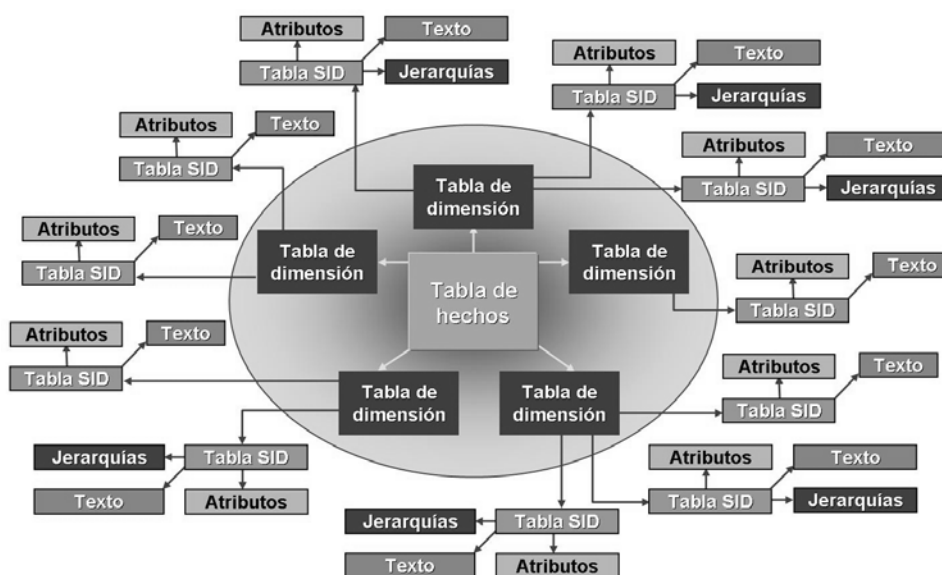 Atributos
Texto
Tabla SID
Jerarquías
Atributos
Texto
Tabla SID
Jerarquías
Atributos
Texto
Tabla SID
Atributos
Texto
Tabla SID
Jerarquías
Tabla de
dimensión
Atributos
Texto
Tabla SID
Tabla de
dimensión
Tabla de
dimensión
Atributos
Texto
Tabla SID
Tabla de
hechos
Atributos
Texto
Tabla SID
Tabla de
dimensión
Tabla de
dimensión
Atributos
Texto
Tabla SID
Jerarquías
Tabla SID
Texto
Atributos
Atributos
Texto
Tabla SID
Jerarquías
Jerarquías
Tabla SID
Texto
Atributos